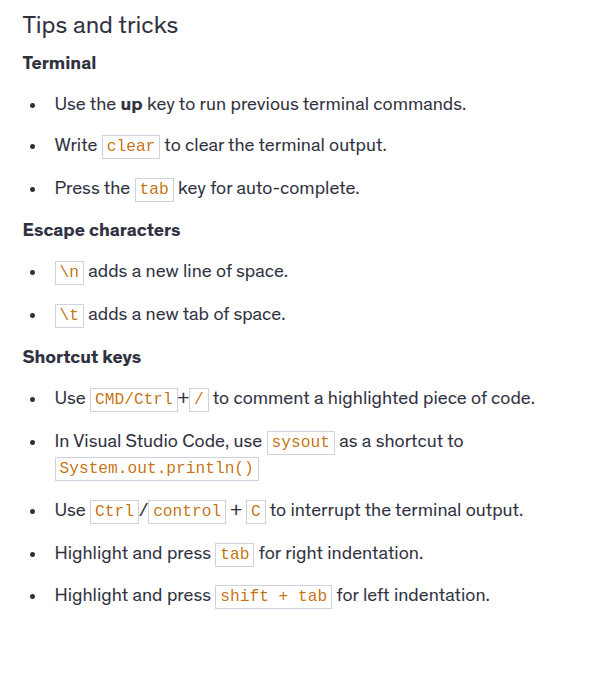 Tips and tricks
Terminal
• Use the up key to run previous terminal commands.
• Write clear to clear the terminal output.
• Press the tab key for auto-complete.
Escape characters
• \n adds a new line of space.
• \t adds a new tab of space.
Shortcut keys
• Use CMD/Ctrl+/ to comment a highlighted piece of code.
• In Visual Studio Code, use sysout as a shortcut to
System.out.println()
• Use Ctrl/control + C to interrupt the terminal output.
• Highlight and press tab for right indentation.
• Highlight and press shift + tab for left indentation.